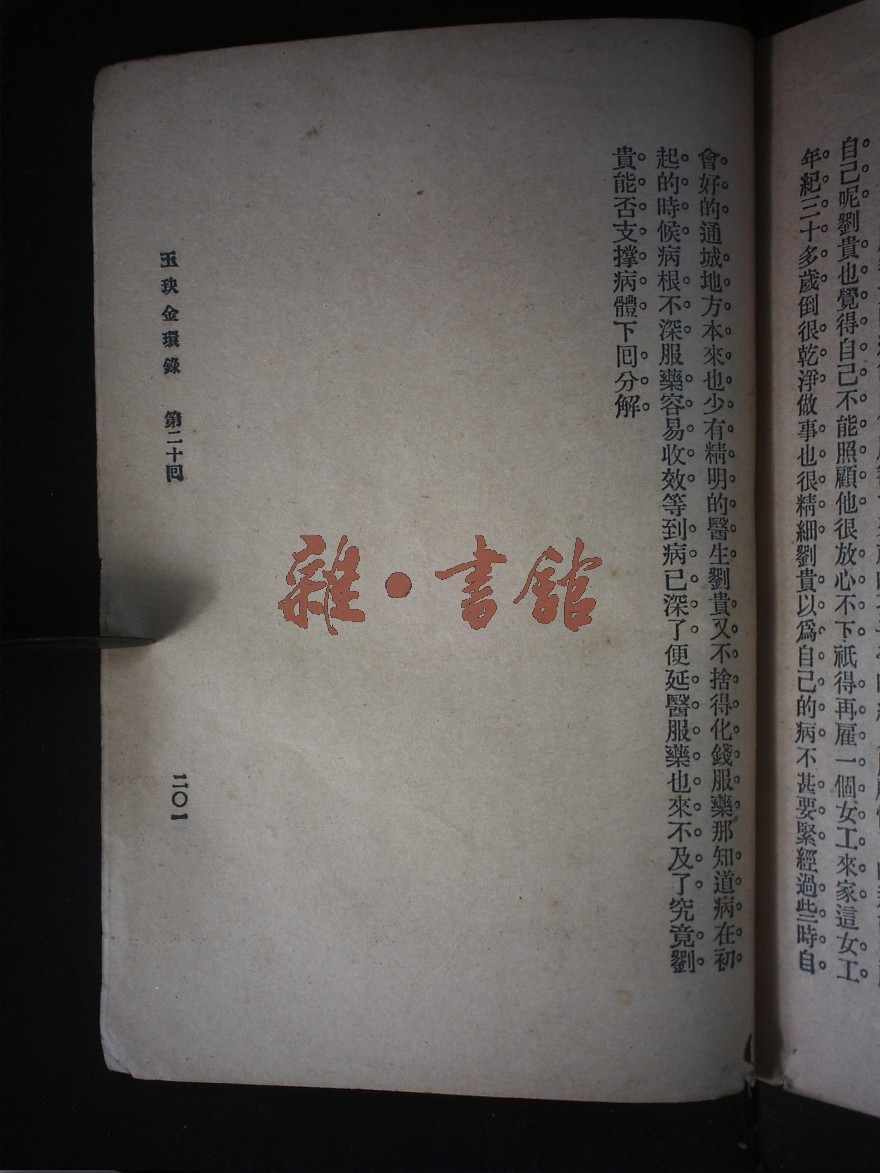 自己呢劉貴也覺得自己不能照顧他很放心不下祇得再雇一個女工來家這女工
年紀三十多歲倒很乾淨做事也很精細劉貴以爲自己的病不甚要緊經過些時自
會好的通城地方本來也少有精明的醫生劉貴又不捨得化錢服藥那知道病在初
起的時候病根不深服藥容易收效等到病已深了便延醫服藥也來不及了究竟劉
貴能否支撐病體下回分解
玉玦金環錄 第二十回
二〇一
雜·書館